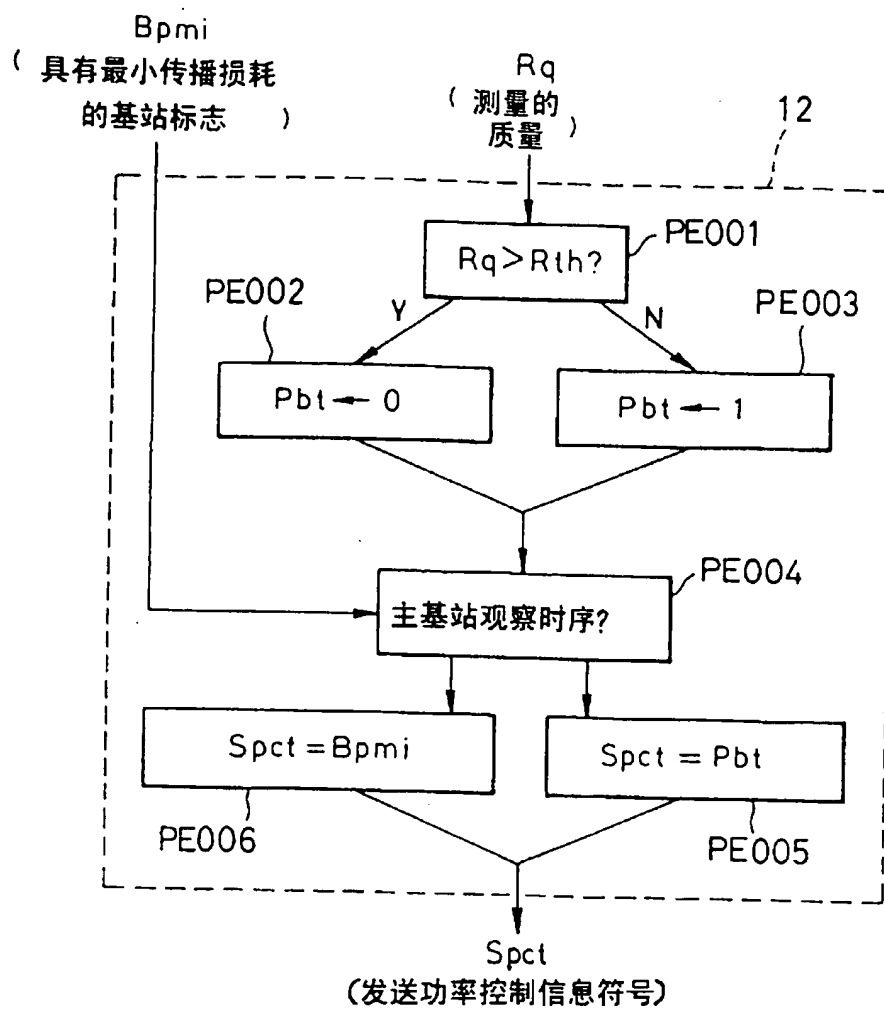 Bpmi
( 具有最小传播损耗
的基站标志 )
Rq
( 测量的
质量 )
12
Rq>Rth?
PE001
PE002
Y
N
PE003
Pbt ← 0
Pbt ← 1
PE004
主基站观察时序?
Spct = Bpmi
Spct = Pbt
PE006
PE005
Spct
(发送功率控制信息符号)